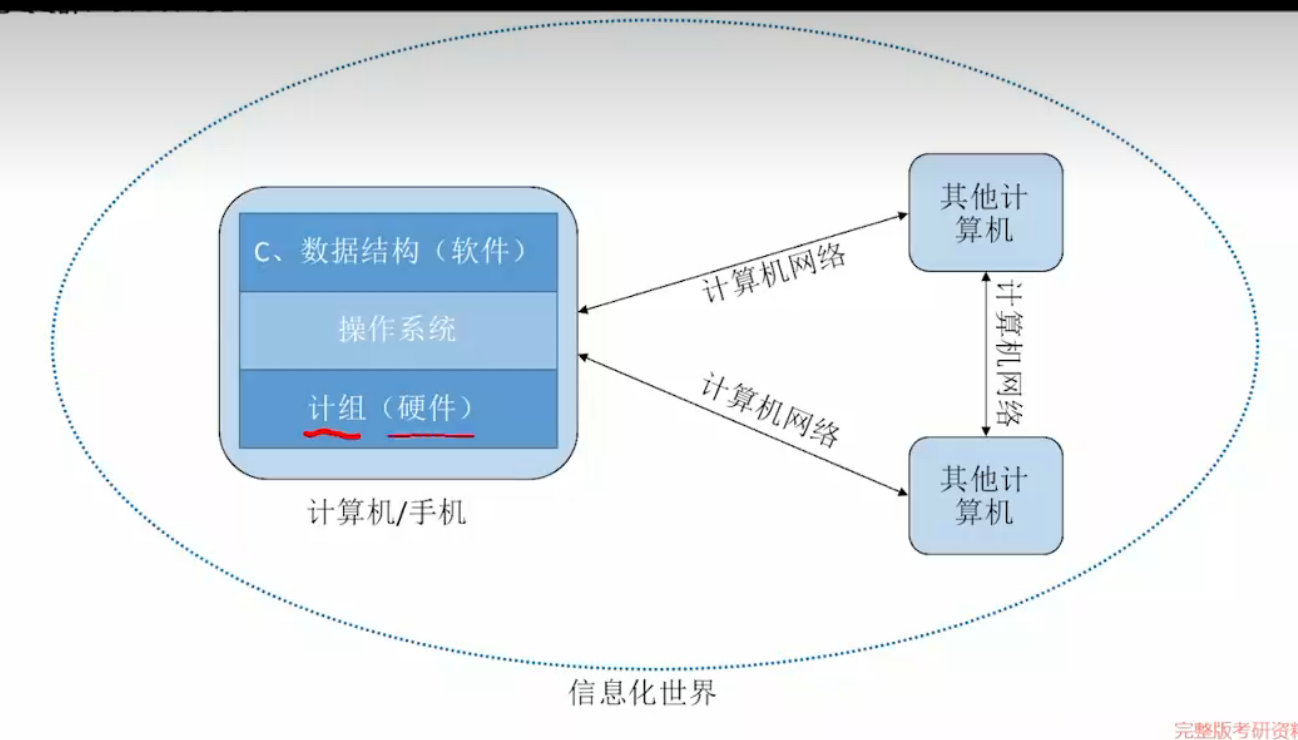 C、数据结构（软件）
操作系统
计组（硬件）
计算机/手机
计算机网络
计算机网络
其他计
算机
计算机网络
其他计
算机
信息化世界
完整版考研资料